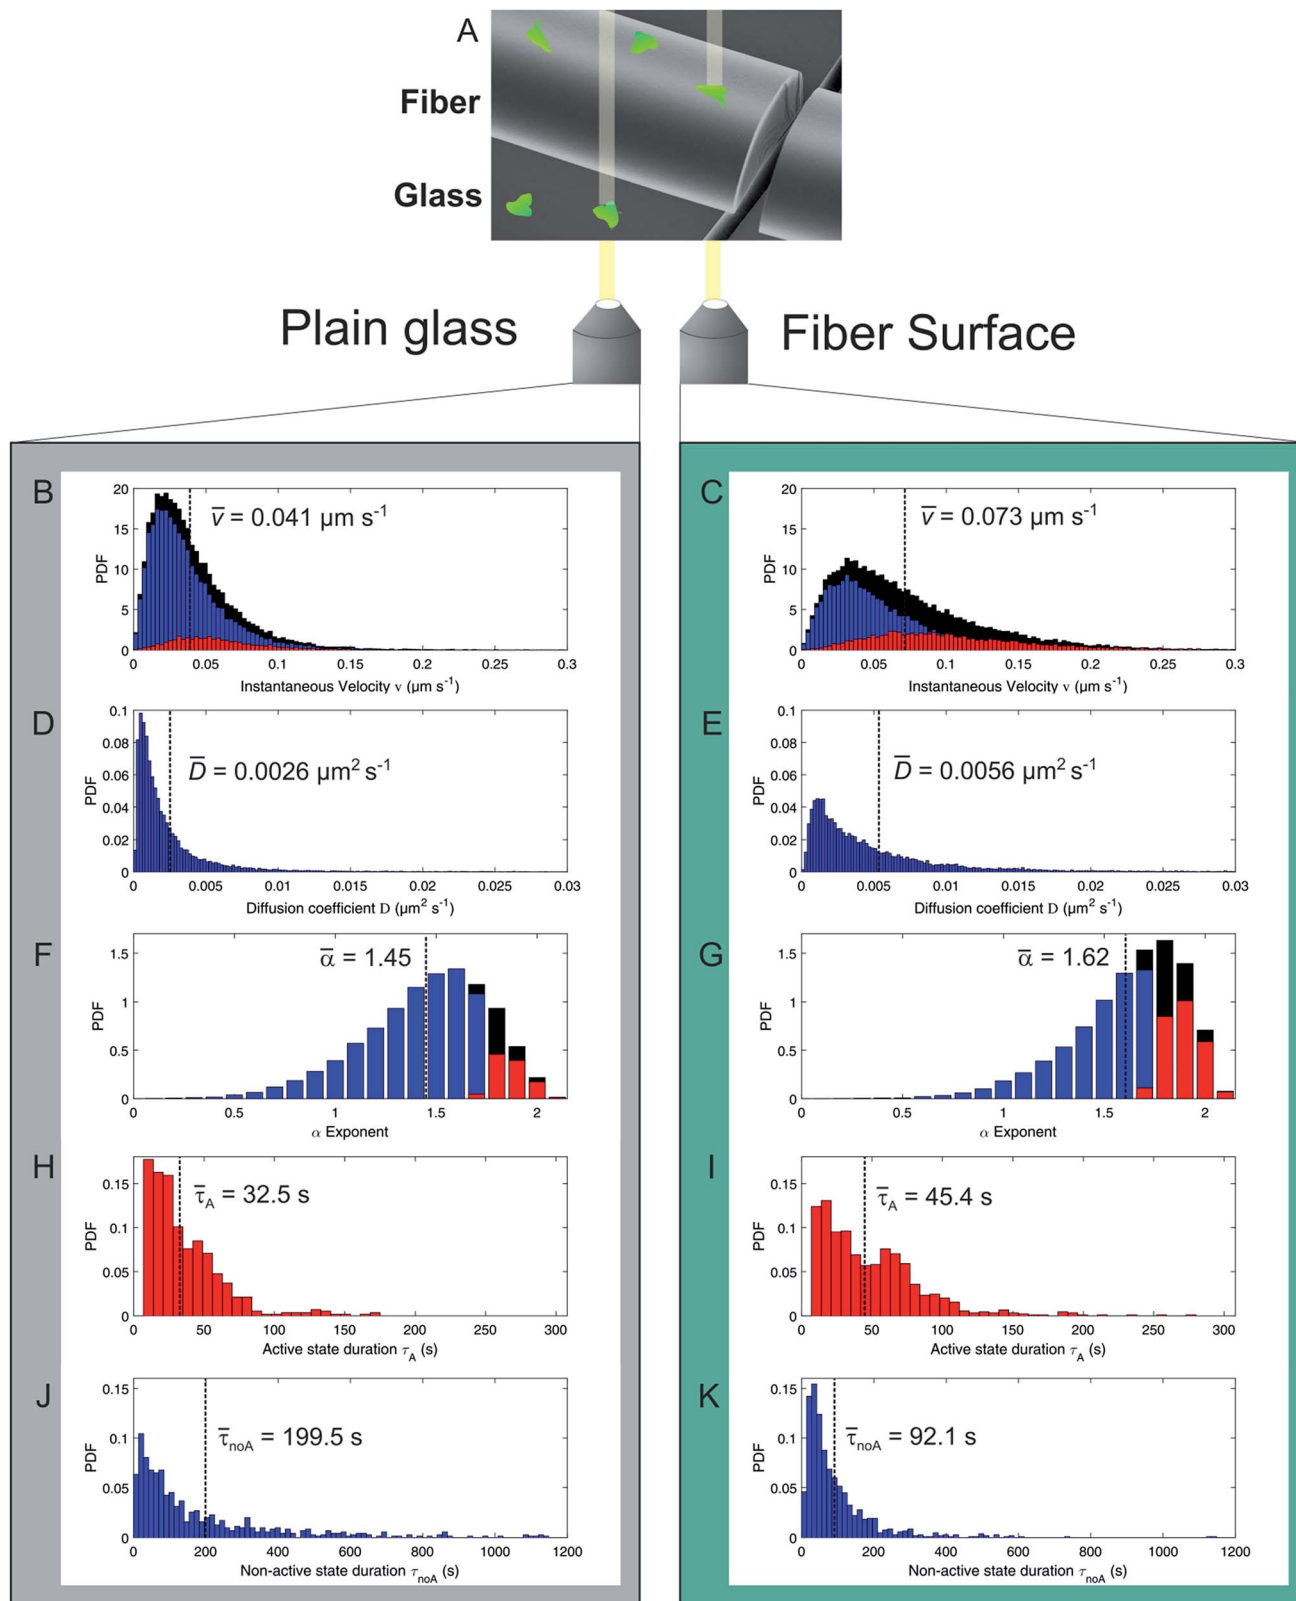 A
Fiber
Glass
Plain glass
Fiber Surface
B
20
15
10
5
0
PDF
v̅ = 0.041 µm s⁻¹
0 0.05 0.1 0.15 0.2 0.25 0.3
Instantaneous Velocity v (µm s⁻¹)
C
20
15
10
5
0
PDF
v̅ = 0.073 µm s⁻¹
0 0.05 0.1 0.15 0.2 0.25 0.3
Instantaneous Velocity v (µm s⁻¹)
D
0.1
0.08
0.06
0.04
0.02
0
PDF
D̅ = 0.0026 µm² s⁻¹
0 0.005 0.01 0.015 0.02 0.025 0.03
Diffusion coefficient D (µm² s⁻¹)
E
0.1
0.08
0.06
0.04
0.02
0
PDF
D̅ = 0.0056 µm² s⁻¹
0 0.005 0.01 0.015 0.02 0.025 0.03
Diffusion coefficient D (µm² s⁻¹)
F
1.5
1
0.5
0
PDF
α̅ = 1.45
0.5 1 1.5 2
α Exponent
G
1.5
1
0.5
0
PDF
α̅ = 1.62
0.5 1 1.5 2
α Exponent
H
0.15
0.1
0.05
0
PDF
τ̅A = 32.5 s
0 50 100 150 200 250 300
Active state duration τA (s)
I
0.15
0.1
0.05
0
PDF
τ̅A = 45.4 s
0 50 100 150 200 250 300
Active state duration τA (s)
J
0.15
0.1
0.05
0
PDF
τ̅noA = 199.5 s
0 200 400 600 800 1000 1200
Non-active state duration τnoA (s)
K
0.15
0.1
0.05
0
PDF
τ̅noA = 92.1 s
0 200 400 600 800 1000 1200
Non-active state duration τnoA (s)